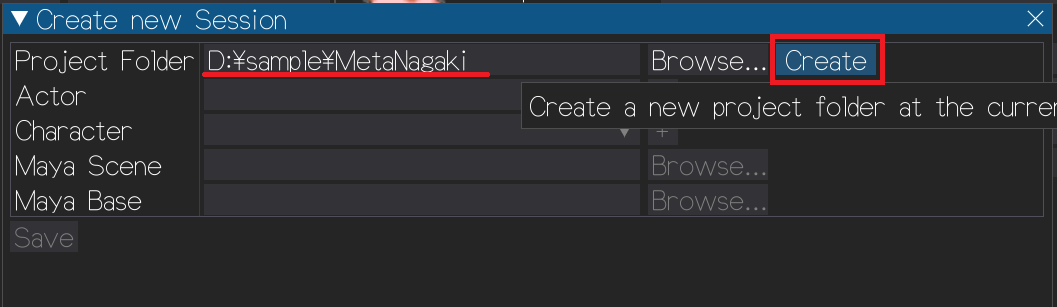 ▼ Create new Session ×
Project Folder D:¥sample¥MetaNagaki Browse... Create
Actor
Create a new project folder at the curren
Character ▼ +
Maya Scene Browse...
Maya Base Browse...
Save